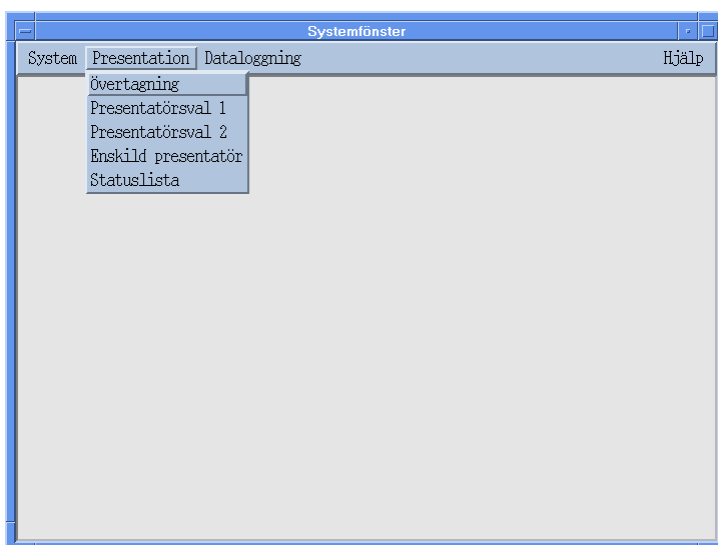 Systemfönster
System Presentation Dataloggning Hjälp
Övertagning
Presentatörsval 1
Presentatörsval 2
Enskild presentatör
Statuslista